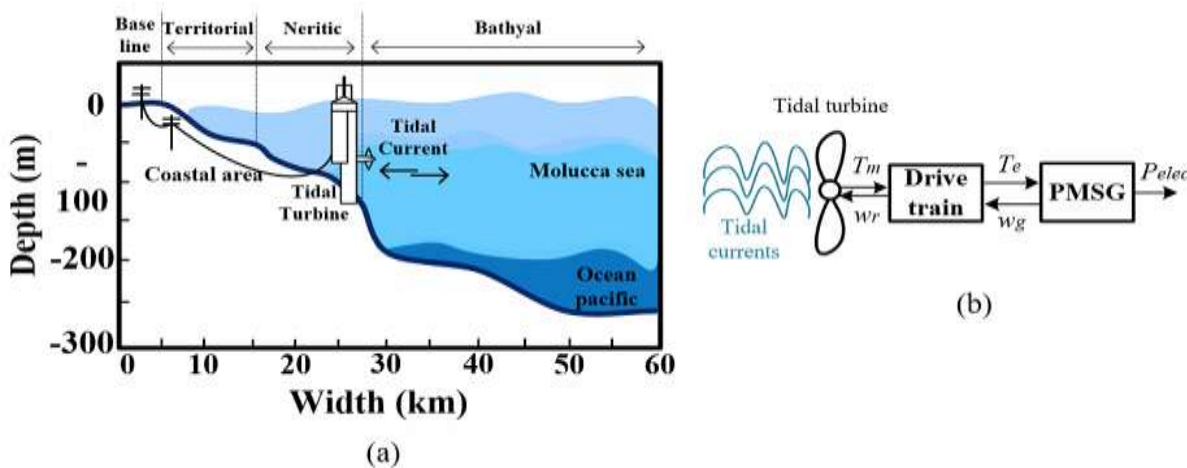 Base
line
Territorial
Neritic
Bathyal
Depth (m)
0
-
100
-200
-300
Coastal area
Tidal
Turbine
Tidal
Current
Molucca sea
Ocean
pacific
0
10
20
30
40
50
60
Width (km)
(a)
Tidal turbine
Tidal
currents
Tm
wr
Drive
train
Te
wg
PMSG
Pelec
(b)